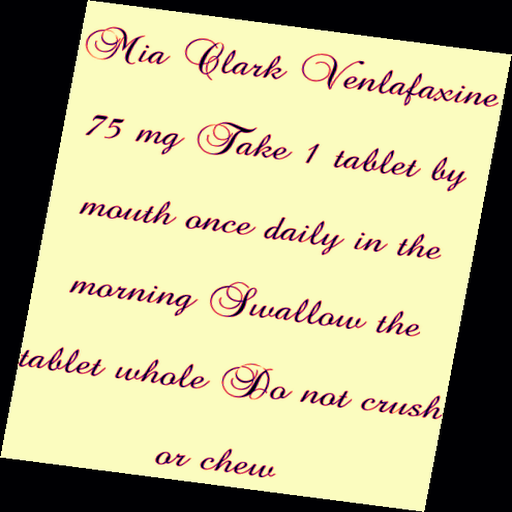 Mia Clark Venlafaxine
75 mg Take 1 tablet by
mouth once daily in the
morning Swallow the
tablet whole Do not crush
or chew